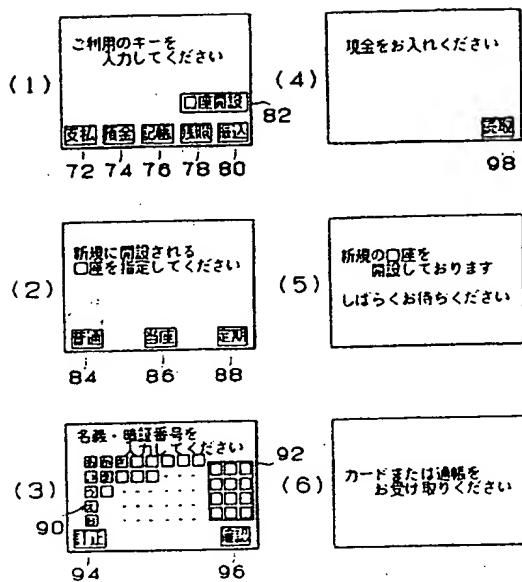 (1)
ご利用のキーを
入力してください
口座開設
82
支払 預金 記帳 残照 振込
72 74 76 78 80
(2)
新規に開設される
口座を指定してください
普通 当座 定期
84 86 88
(3)
名義・暗証番号を
入力してください
92
90
訂正 確認
94 96
(4)
現金をお入れください
98
(5)
新規の口座を
開設しております
しばらくお待ちください
(6)
カードまたは通帳を
お受け取りください